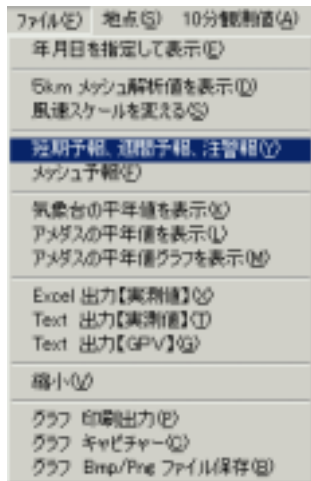 ファイル(F) 地点(S) 10分観測値(A)
年月日を指定して表示(E)
5km メッシュ解析値を表示(D)
風速スケールを変える(S)
短期予報、週間予報、注警報(Y)
メッシュ予報(F)
気象台の平年値を表示(K)
アメダスの平年値を表示(L)
アメダスの平年値グラフを表示(M)
Excel 出力【実測値】(X)
Text 出力【実測値】(T)
Text 出力【GPV】(G)
縮小(V)
グラフ 印刷出力(P)
グラフ キャピチャー(C)
グラフ Bmp/Png ファイル保存(B)